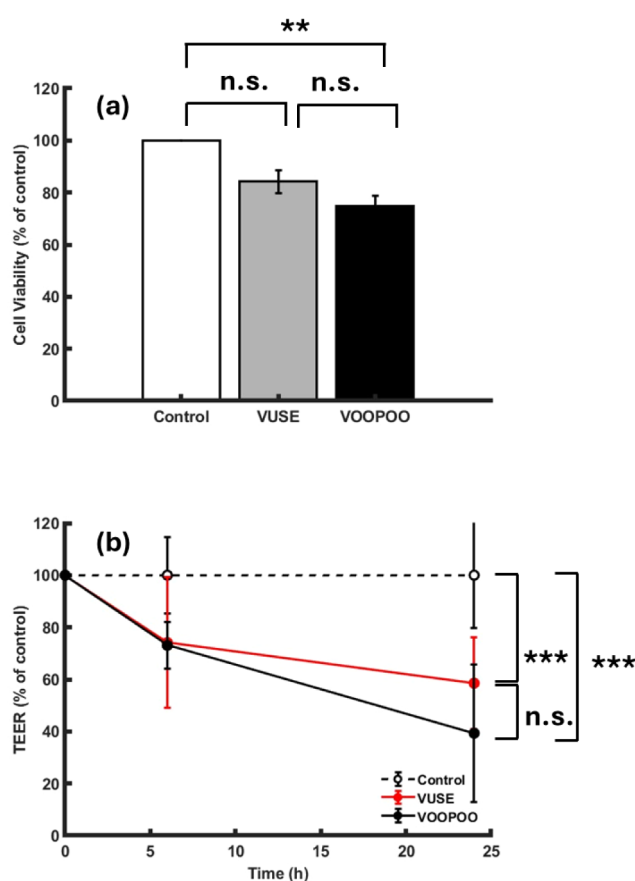 **
n.s. n.s.
(a)
120
100
80
60
40
20
0
Cell Viability (% of control)
Control VUSE VOOPOO
(b)
120
100
80
60
40
20
0
TEER (% of control)
***
***
n.s.
Control
VUSE
VOOPOO
0 5 10 15 20 25
Time (h)